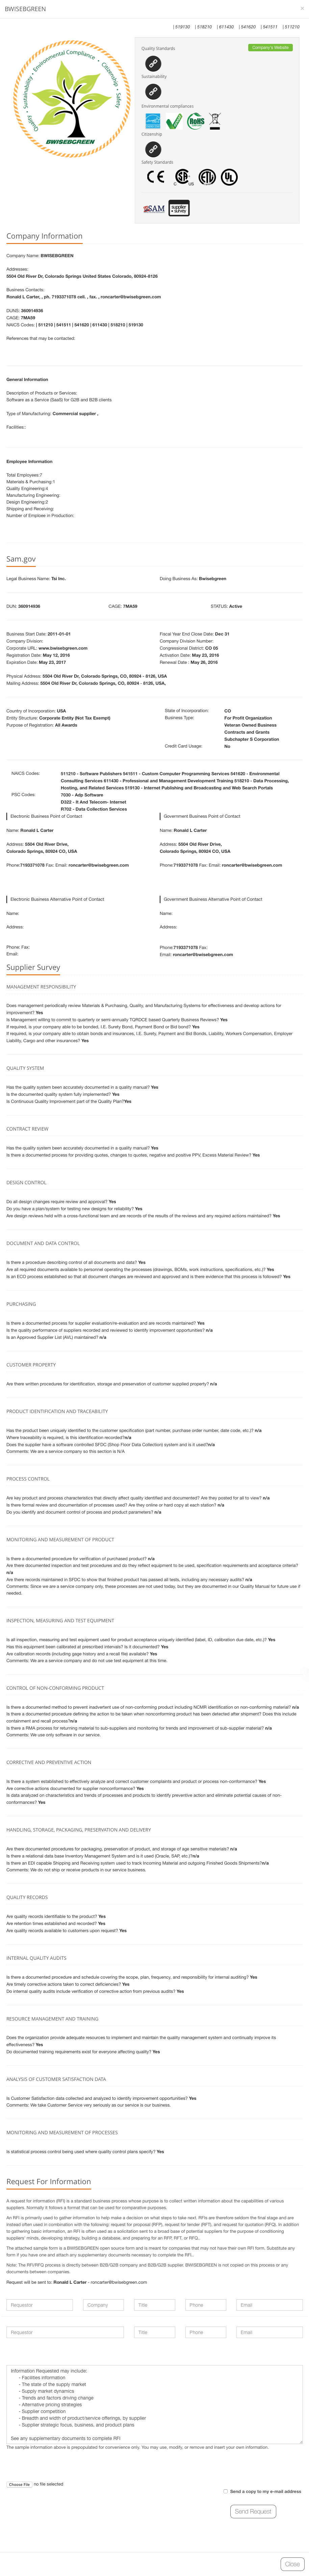 BWISEBGREEN
×
| 519130 | 518210 | 611430 | 541620 | 541511 | 511210
Quality Standards
Company's Website
Sustainability
Environmental compliances
Citizenship
Safety Standards
BWISEBGREEN
Company Information
Company Name: BWISEBGREEN
Addresses:
5504 Old River Dr, Colorado Springs United States Colorado, 80924-8126
Business Contacts:
Ronald L Carter, , ph. 7193371078 cell. , fax. , roncarter@bwisebgreen.com
DUNS: 360914936
CAGE: 7MA59
NAICS Codes: | 511210 | 541511 | 541620 | 611430 | 518210 | 519130
References that may be contacted:
General Information
Description of Products or Services:
Software as a Service (SaaS) for G2B and B2B clients
Type of Manufacturing: Commercial supplier ,
Facilities::
Employee Information
Total Employees:7
Materials & Purchasing:1
Quality Engineering:4
Manufacturing Engineering:
Design Engineering:2
Shipping and Receiving:
Number of Employee in Production:
Sam.gov
Legal Business Name: Tsi Inc.
Doing Business As: Bwisebgreen
DUN: 360914936 CAGE: 7MA59 STATUS: Active
Business Start Date: 2011-01-01
Company Division:
Corporate URL: www.bwisebgreen.com
Registration Date: May 12, 2016
Expiration Date: May 23, 2017
Fiscal Year End Close Date: Dec 31
Company Division Number:
Congressional District: CO 05
Activation Date: May 23, 2016
Renewal Date : May 26, 2016
Physical Address: 5504 Old River Dr, Colorado Springs, CO, 80924 - 8126, USA
Mailing Address: 5504 Old River Dr, Colorado Springs, CO, 80924 - 8126, USA,
Country of Incorporation: USA
Entity Structure: Corporate Entity (Not Tax Exempt)
Purpose of Registration: All Awards
State of Incorporation: CO
Business Type: For Profit Organization
Veteran Owned Business
Contracts and Grants
Subchapter S Corporation
Credit Card Usage: No
NAICS Codes: 511210 - Software Publishers 541511 - Custom Computer Programming Services 541620 - Environmental
Consulting Services 611430 - Professional and Management Development Training 518210 - Data Processing,
Hosting, and Related Services 519130 - Internet Publishing and Broadcasting and Web Search Portals
PSC Codes: 7030 - Adp Software
D322 - It And Telecom- Internet
R702 - Data Collection Services
Electronic Business Point of Contact
Name: Ronald L Carter
Address: 5504 Old River Drive,
Colorado Springs, 80924 CO, USA
Phone:7193371078 Fax: Email: roncarter@bwisebgreen.com
Government Business Point of Contact
Name: Ronald L Carter
Address: 5504 Old River Drive,
Colorado Springs, 80924 CO, USA
Phone:7193371078 Fax: Email: roncarter@bwisebgreen.com
Electronic Business Alternative Point of Contact
Name:
Address:
Phone: Fax:
Email:
Government Business Alternative Point of Contact
Name:
Address:
Phone:7193371078 Fax:
Email: roncarter@bwisebgreen.com
Supplier Survey
MANAGEMENT RESPONSIBILITY
Does management periodically review Materials & Purchasing, Quality, and Manufacturing Systems for effectiveness and develop actions for
improvement? Yes
Is Management willing to commit to quarterly or semi-annualy TQRDCE based Quarterly Business Reviews? Yes
If required, is your company able to be bonded, I.E. Surety Bond, Payment Bond or Bid bond? Yes
If required, is your company able to obtain bonds and insurances, I.E. Surety, Payment and Bid Bonds, Liability, Workers Compensation, Employer
Liability, Cargo and other insurances? Yes
QUALITY SYSTEM
Has the quality system been accurately documented in a quality manual? Yes
Is the documented quality system fully implemented? Yes
Is Continuous Quality Improvement part of the Quality Plan?Yes
CONTRACT REVIEW
Has the quality system been accurately documented in a quality manual? Yes
Is there a documented process for providing quotes, changes to quotes, negative and positive PPV, Excess Material Review? Yes
DESIGN CONTROL
Do all design changes require review and approval? Yes
Do you have a plan/system for testing new designs for reliability? Yes
Are design reviews held with a cross-functional team and are records of the results of the reviews and any required actions maintained? Yes
DOCUMENT AND DATA CONTROL
Is there a procedure describing control of all documents and data? Yes
Are all required documents available to personnel operating the processes (drawings, BOMs, work instructions, specifications, etc.)? Yes
Is an ECO process established so that all document changes are reviewed and approved and is there evidence that this process is followed? Yes
PURCHASING
Is there a documented process for supplier evaluation/re-evaluation and are records maintained? Yes
Is the quality performance of suppliers recorded and reviewed to identify improvement opportunities? n/a
Is an Approved Supplier List (AVL) maintained? n/a
CUSTOMER PROPERTY
Are there written procedures for identification, storage and preservation of customer supplied property? n/a
PRODUCT IDENTIFICATION AND TRACEABILITY
Has the product been uniquely identified to the customer specification (part number, purchase order number, date code, etc.)? n/a
Where traceability is required, is this identification recorded?n/a
Does the supplier have a software controlled SFDC (Shop Floor Data Collection) system and is it used?n/a
Comments: We are a service company so this section is N/A
PROCESS CONTROL
Are key product and process characteristics that directly affect quality identified and documented? Are they posted for all to view? n/a
Is there formal review and documentation of processes used? Are they online or hard copy at each station? n/a
Do you identify and document control of process and product parameters? n/a
MONITORING AND MEASUREMENT OF PRODUCT
Is there a documented procedure for verification of purchased product? n/a
Are there documented inspection and test procedures and do they reflect equipment to be used, specification requirements and acceptance criteria?
n/a
Are there records maintained in SFDC to show that finished product has passed all tests, including any necessary audits? n/a
Comments: Since we are a service company only, these processes are not used today, but they are documented in our Quality Manual for future use if
needed.
INSPECTION, MEASURING AND TEST EQUIPMENT
Is all inspection, measuring and test equipment used for product acceptance uniquely identified (label, ID, calibration due date, etc.)? Yes
Has this equipment been calibrated at prescribed intervals? Is it documented? Yes
Are calibration records (including gage history and a recall file) available? Yes
Comments: We are a service company and do not use test equipment at this time.
CONTROL OF NON-CONFORMING PRODUCT
Is there a documented method to prevent inadvertent use of non-conforming product including NCMR identification on non-conforming material? n/a
Is there a documented procedure defining the action to be taken when nonconforming product has been detected after shipment? Does this include
containment and recall process?n/a
Is there a RMA process for returning material to sub-suppliers and monitoring for trends and improvement of sub-supplier material? n/a
Comments: We use only software in our service.
CORRECTIVE AND PREVENTIVE ACTION
Is there a system established to effectively analyze and correct customer complaints and product or process non-conformance? Yes
Are corrective actions documented for supplier nonconformances? Yes
Is data analyzed on characteristics and trends of processes and products to identify preventive action and eliminate potential causes of non-
conformances? Yes
HANDLING, STORAGE, PACKAGING, PRESERVATION AND DELIVERY
Are there documented procedures for packaging, preservation of product, and storage of age sensitive materials? n/a
Is there a relational data base Inventory Management System and is it used (Oracle, SAP, etc.)?n/a
Is there an EDI capable Shipping and Receiving system used to track Incoming Material and outgoing Finished Goods Shipments?n/a
Comments: We do not ship or receive products in our service business.
QUALITY RECORDS
Are quality records identifiable to the product? Yes
Are retention times established and recorded? Yes
Are quality records available to customers upon request? Yes
INTERNAL QUALITY AUDITS
Is there a documented procedure and schedule covering the scope, plan, frequency, and responsibility for internal auditing? Yes
Are timely corrective actions taken to correct deficiencies? Yes
Do internal quality audits include verification of corrective action from previous audits? Yes
RESOURCE MANAGEMENT AND TRAINING
Does the organization provide adequate resources to implement and maintain the quality management system and continually improve its
effectiveness? Yes
Do documented training requirements exist for everyone affecting quality? Yes
ANALYSIS OF CUSTOMER SATISFACTION DATA
Is Customer Satisfaction data collected and analyzed to identify improvement opportunities? Yes
Comments: We take Customer Service very seriously as our service is our business.
MONITORING AND MEASUREMENT OF PROCESSES
Is statistical process control being used where quality control plans specify? Yes
Request For Information
A request for information (RFI) is a standard business process whose purpose is to collect written information about the capabilities of various
suppliers. Normally it follows a format that can be used for comparative purposes.
An RFI is primarily used to gather information to help make a decision on what steps to take next. RFIs are therefore seldom the final stage and are
instead often used in combination with the following: request for proposal (RFP), request for tender (RFT), and request for quotation (RFQ). In addition
to gathering basic information, an RFI is often used as a solicitation sent to a broad base of potential suppliers for the purpose of conditioning
suppliers' minds, developing strategy, building a database, and preparing for an RFP, RFT, or RFQ..
The attached sample form is a BWISEBGREEN open source form and is meant for companies that may not have their own RFI form. Substitute your
form if you have one and attach any supplementary documents necessary to complete the RFI..
Note: The RFI/RFQ process is directly between B2B/G2B company and B2B/G2B supplier. BWISEBGREEN is not copied on this process or any
documents between companies.
Request will be sent to: Ronald L Carter - roncarter@bwisebgreen.com
Requestor Company Title Phone Email
Requestor Title Phone Email
Information Requested may include:
- Facilities information
- The state of the supply market
- Supply market dynamics
- Trends and factors driving change
- Alternative pricing strategies
- Supplier competition
- Breadth and width of product/service offerings, by supplier
- Supplier strategic focus, business, and product plans
See any supplementary documents to complete RFI
The sample information above is prepopulated for convenience only. You may use, modify, or remove and insert your own information.
Choose File no file selected
Send a copy to my e-mail address
Send Request
Close